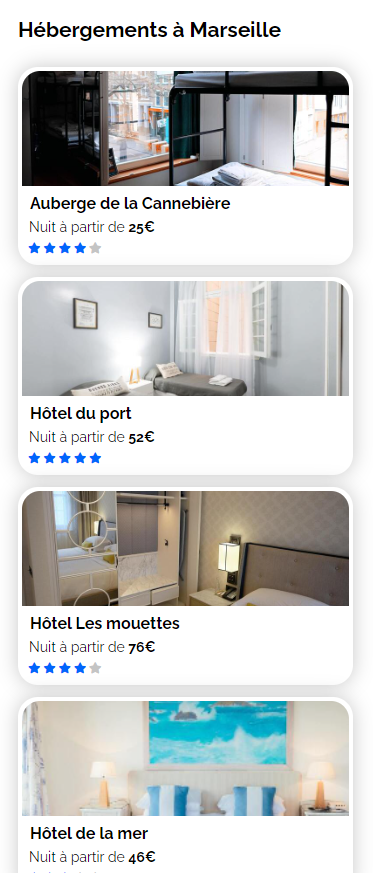 Hébergements à Marseille
Auberge de la Cannebière
Nuit à partir de 25€
Hôtel du port
Nuit à partir de 52€
Hôtel Les mouettes
Nuit à partir de 76€
Hôtel de la mer
Nuit à partir de 46€